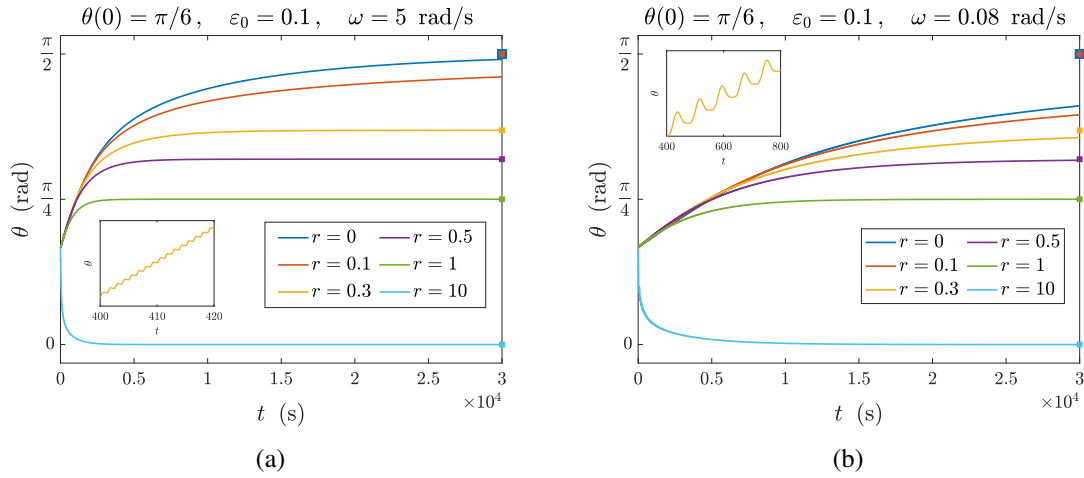 θ(0) = π/6 , ε₀ = 0.1 , ω = 5 rad/s
π/2
π/4
0
θ (rad)
θ
400 410 420
t
r = 0 r = 0.5
r = 0.1 r = 1
r = 0.3 r = 10
0 0.5 1 1.5 2 2.5 3
×10⁴
t (s)
(a)
θ(0) = π/6 , ε₀ = 0.1 , ω = 0.08 rad/s
π/2
π/4
0
θ (rad)
θ
400 600 800
t
r = 0 r = 0.5
r = 0.1 r = 1
r = 0.3 r = 10
0 0.5 1 1.5 2 2.5 3
×10⁴
t (s)
(b)